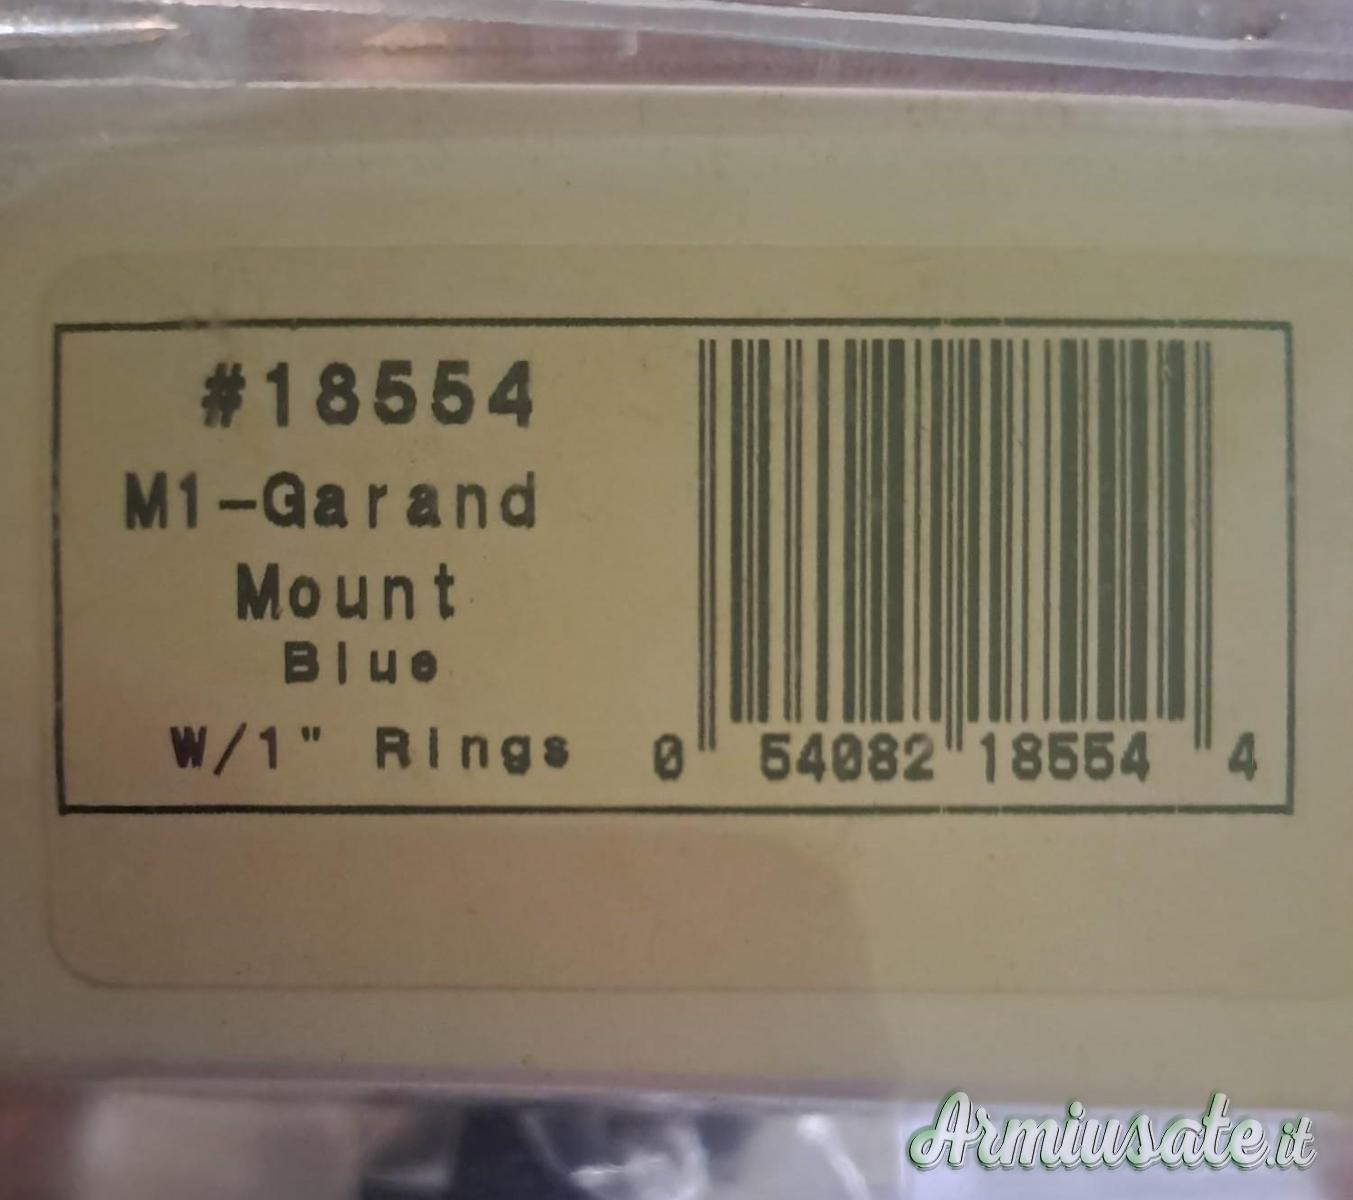 #18554
M1-Garand
Mount
Blue
W/1" Rings
0 54082 18554 4
Armiusate.it